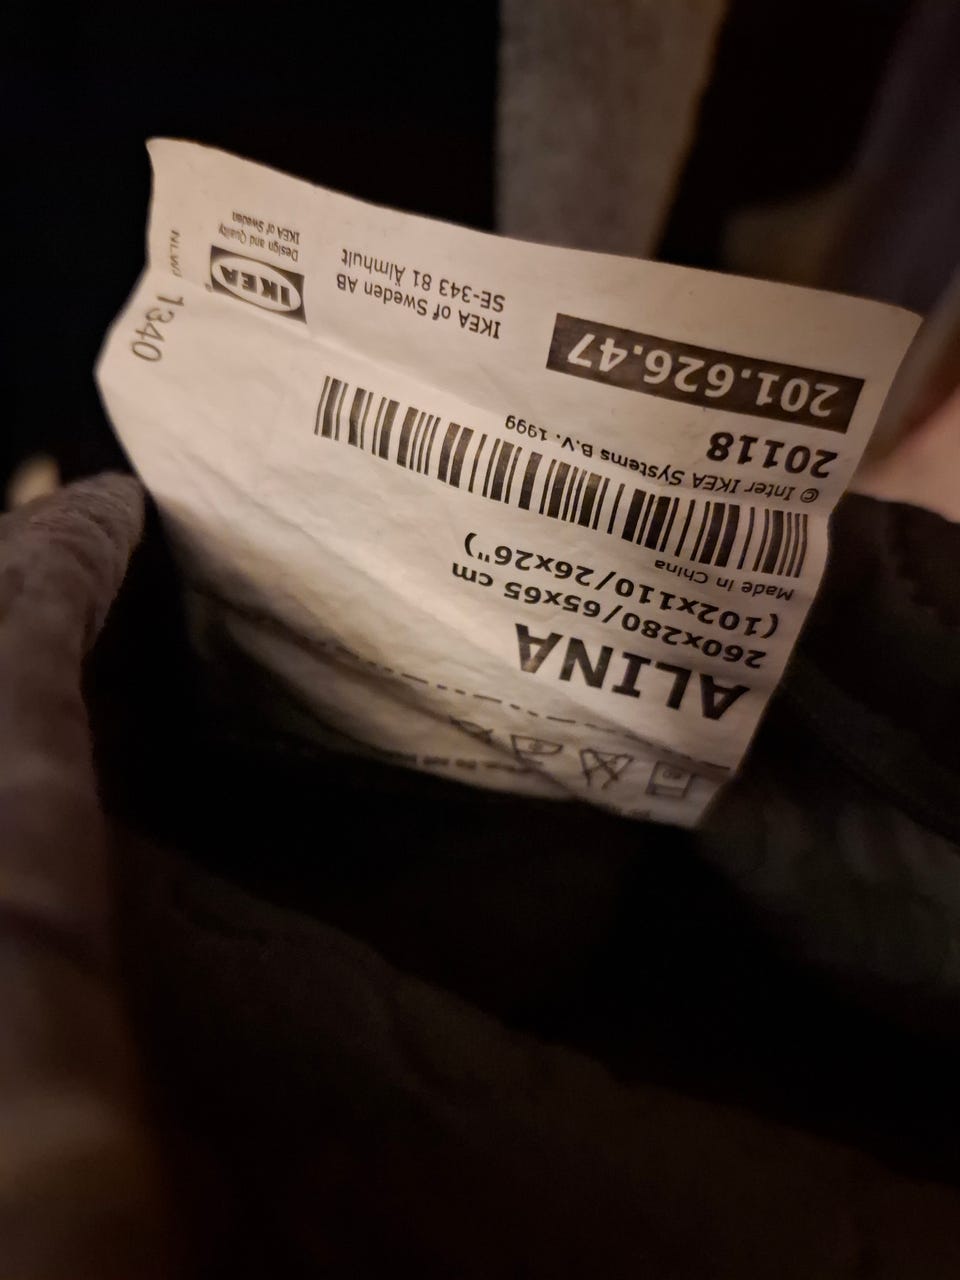 ALINA
260x280/65x65 cm
(102x110/26x26")
Made in China
© Inter IKEA Systems B.V. 1999
20118
201.626.47
IKEA of Sweden AB
SE-343 81 Älmhult
IKEA
Design and Quality
IKEA of Sweden
1340